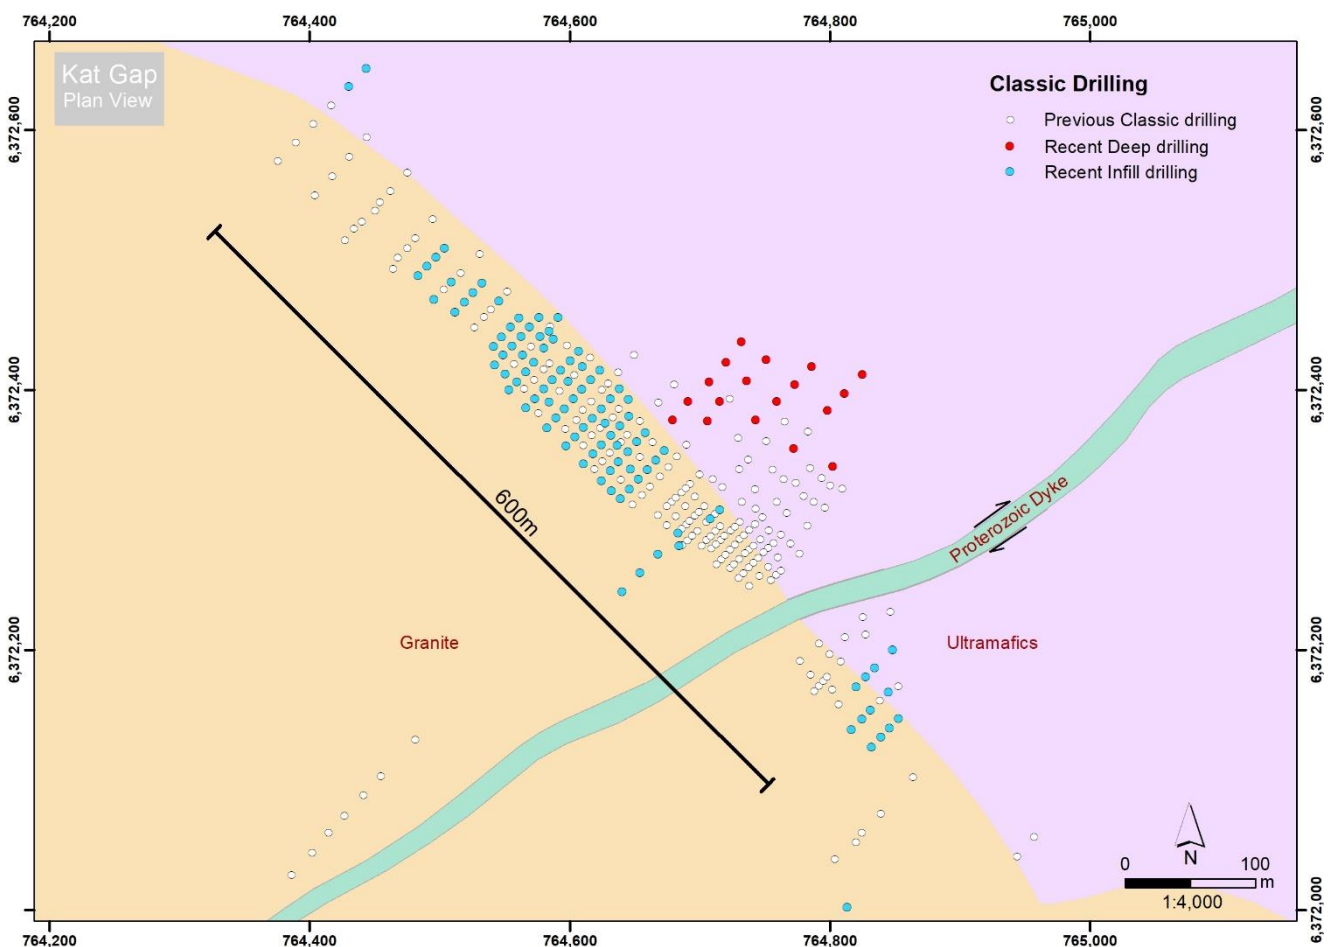 764,200
764,400
764,600
764,800
765,000
Kat Gap
Plan View
Classic Drilling
Previous Classic drilling
Recent Deep drilling
Recent Infill drilling
6,372,600
6,372,600
6,372,400
6,372,400
600m
Proterozoic Dyke
6,372,200
Granite
Ultramafics
6,372,200
N
0 100
m
1:4,000
6,372,000
764,200
764,400
764,600
764,800
765,000